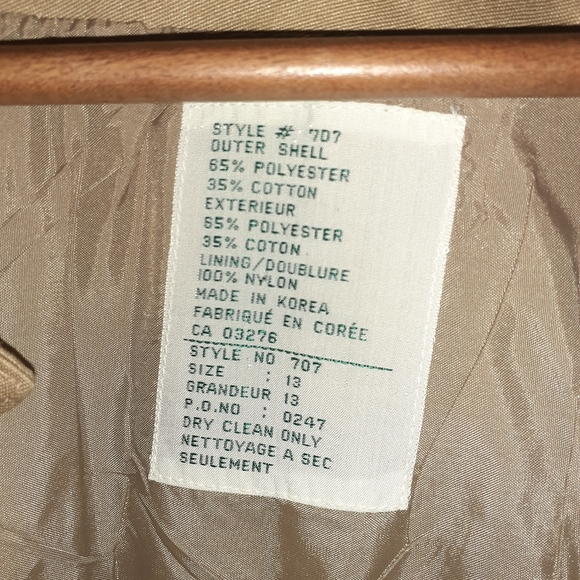 STYLE # 707
OUTER SHELL
65% POLYESTER
35% COTTON
EXTERIEUR
65% POLYESTER
35% COTON
LINING/DOUBLURE
100% NYLON
MADE IN KOREA
FABRIQUÉ EN CORÉE
CA 03276
STYLE NO 707
SIZE : 13
GRANDEUR 13
P.O.NO : 0247
DRY CLEAN ONLY
NETTOYAGE A SEC
SEULEMENT